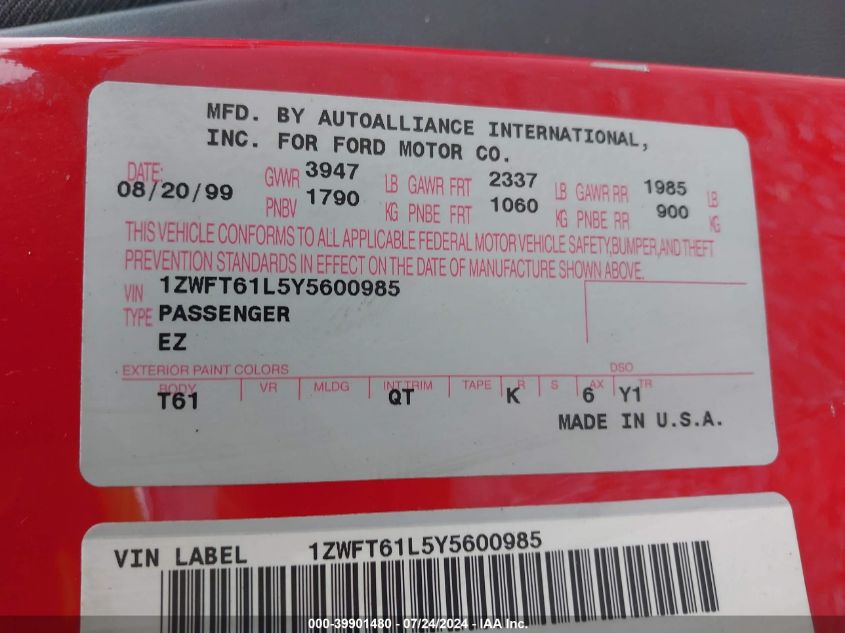 MFD. BY AUTOALLIANCE INTERNATIONAL,
INC. FOR FORD MOTOR CO.
DATE: 08/20/99 GVWR 3947 LB GAWR FRT 2337 LB GAWR RR 1985 LB
PNBV 1790 KG PNBE FRT 1060 KG PNBE RR 900 KG
THIS VEHICLE CONFORMS TO ALL APPLICABLE FEDERAL MOTOR VEHICLE SAFETY, BUMPER, AND THEFT
PREVENTION STANDARDS IN EFFECT ON THE DATE OF MANUFACTURE SHOWN ABOVE.
VIN 1ZWFT61L5Y5600985
TYPE PASSENGER
EZ
EXTERIOR PAINT COLORS DSO
BODY VR MLDG INT TRIM TAPE R S AX TR
T61 QT K 6 Y1
MADE IN U.S.A.
VIN LABEL 1ZWFT61L5Y5600985
000-39901480 - 07/24/2024 - IAA, Inc.